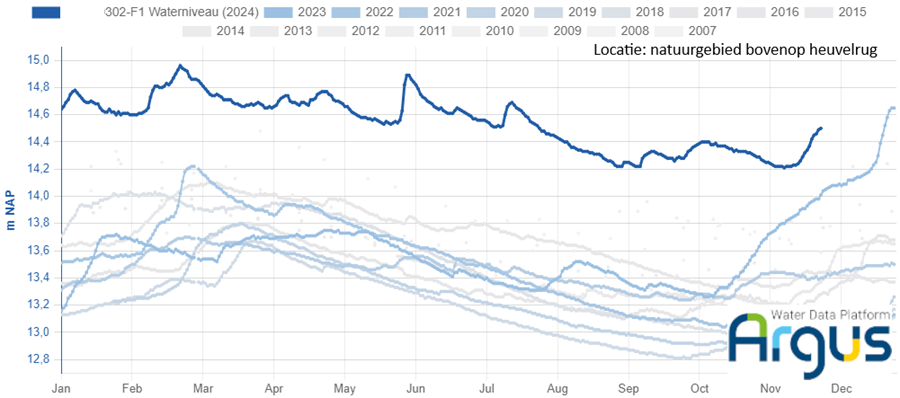 302-F1 Waterniveau (2024) 2023 2022 2021 2020 2019 2018 2017 2016 2015
2014 2013 2012 2011 2010 2009 2008 2007
Locatie: natuurgebied bovenop heuvelrug
15,0
14,8
14,6
14,4
14,2
14,0
13,8
13,6
13,4
13,2
13,0
12,8
m NAP
Jan Feb Mar Apr May Jun Jul Aug Sep Oct Nov Dec
Water Data Platform
Argus